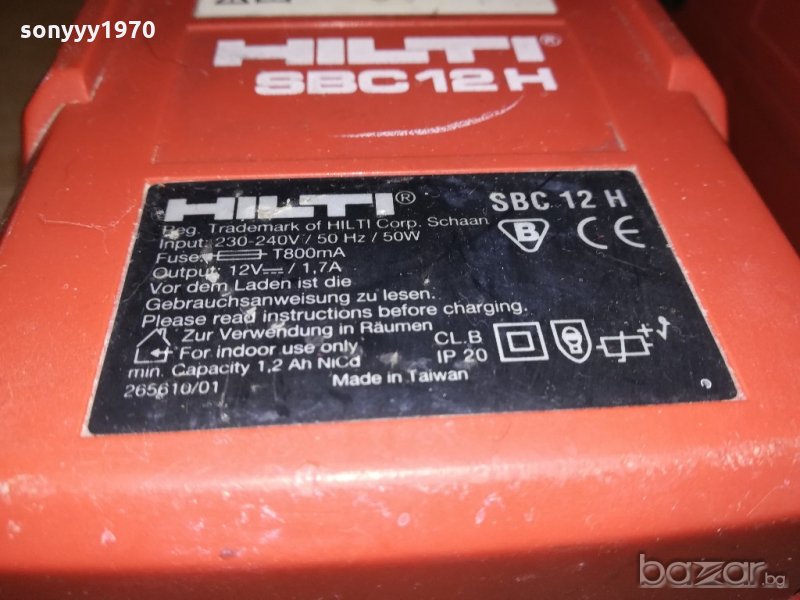 sonyyy1970
HILTI®
SBC12H
HILTI® SBC 12 H
Reg. Trademark of HILTI Corp. Schaan
Input: 230-240V / 50 Hz / 50W
Fuse: T800mA
Output: 12V / 1,7A
Vor dem Laden ist die
Gebrauchsanweisung zu lesen.
Please read instructions before charging.
Zur Verwendung in Räumen
For indoor use only
min. Capacity 1,2 Ah NiCd
265610/01
B CE
CL.B
IP 20
Made in Taiwan
bazar.bg